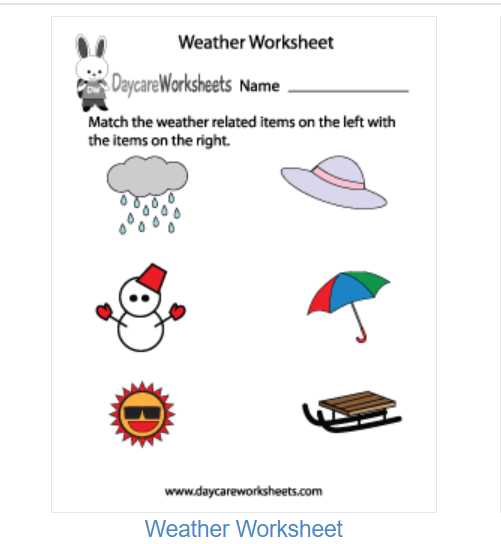 Weather Worksheet
DW
DaycareWorksheets Name
Match the weather related items on the left with
the items on the right.
www.daycareworksheets.com
Weather Worksheet